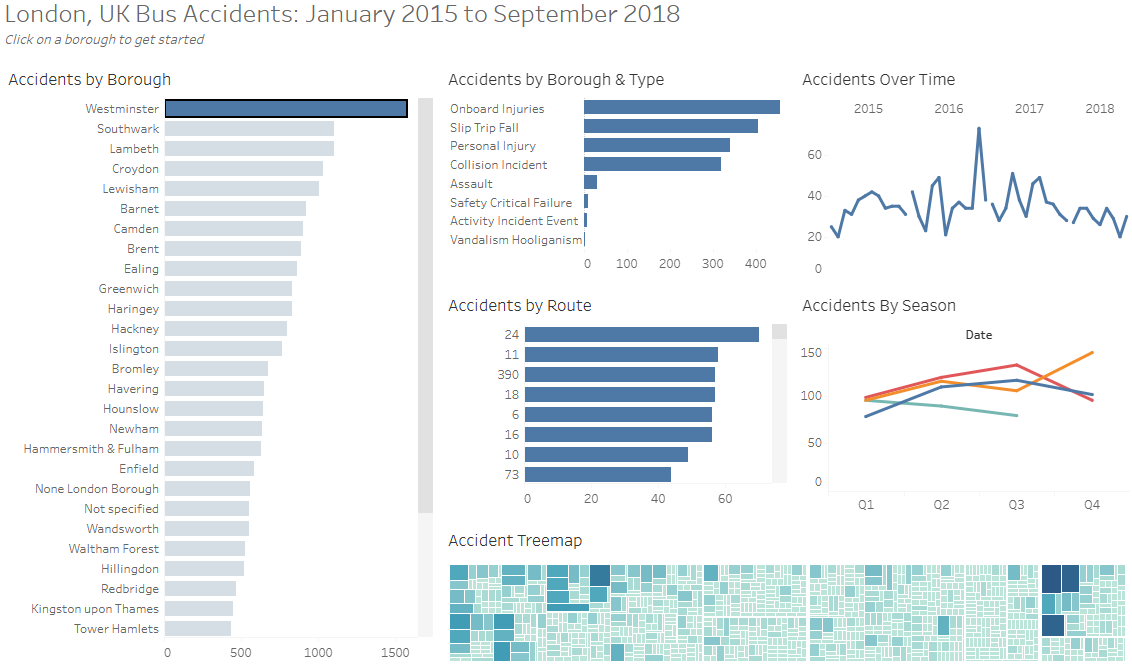 London, UK Bus Accidents: January 2015 to September 2018
Click on a borough to get started
Accidents by Borough
Westminster
Southwark
Lambeth
Croydon
Lewisham
Barnet
Camden
Brent
Ealing
Greenwich
Haringey
Hackney
Islington
Bromley
Havering
Hounslow
Newham
Hammersmith & Fulham
Enfield
None London Borough
Not specified
Wandsworth
Waltham Forest
Hillingdon
Redbridge
Kingston upon Thames
Tower Hamlets
0 500 1000 1500
Accidents by Borough & Type
Onboard Injuries
Slip Trip Fall
Personal Injury
Collision Incident
Assault
Safety Critical Failure
Activity Incident Event
Vandalism Hooliganism
0 100 200 300 400
Accidents Over Time
2015 2016 2017 2018
60
40
20
0
Accidents by Route
24
11
390
18
6
16
10
73
0 20 40 60
Accidents By Season
Date
150
100
50
0
Q1 Q2 Q3 Q4
Accident Treemap